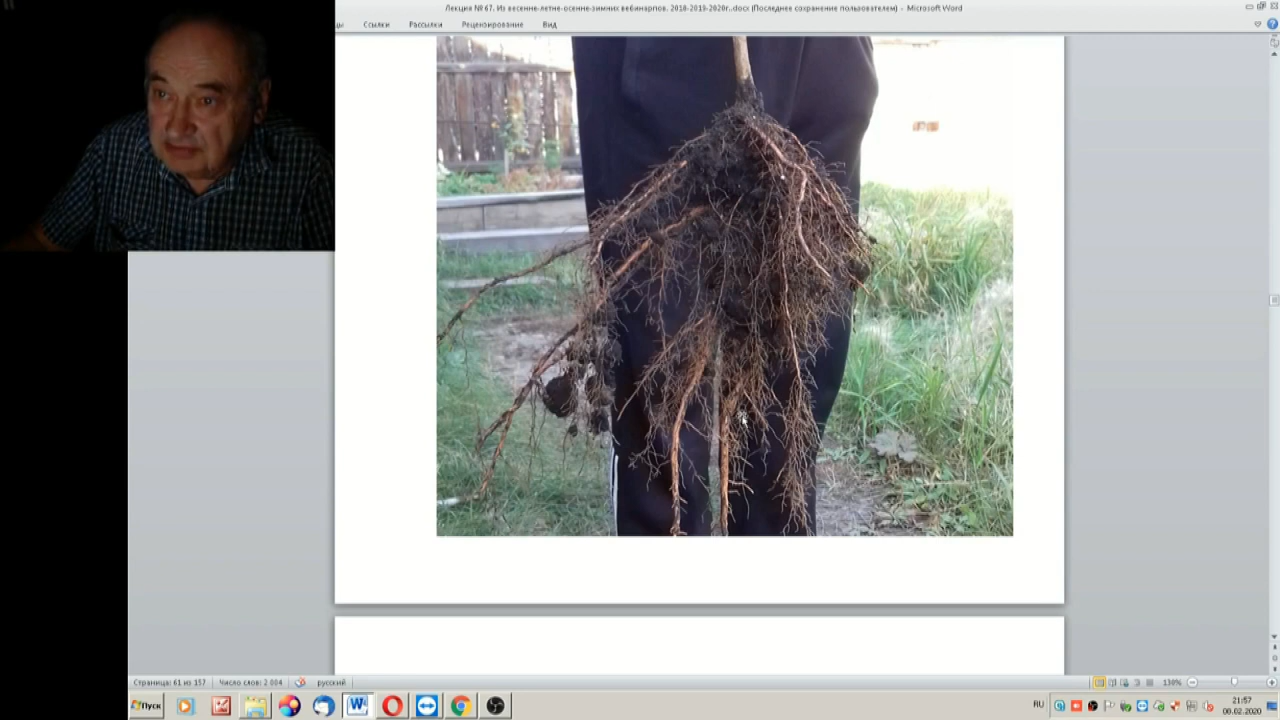 Лекция № 67. Из весенне-летне-осенне-зимних вебинаров. 2018-2019-2020г..docx (Последнее сохранение пользователем) - Microsoft Word
цы Ссылки Рассылки Рецензирование Вид
Страница: 61 из 157 Число слов: 2 004 русский 130%
Пуск RU 21:57
08.02.2020